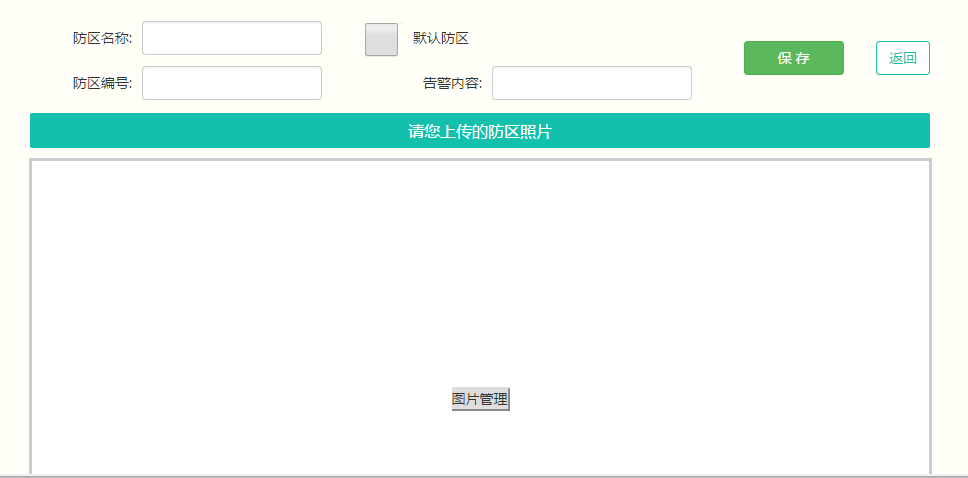 防区名称:
默认防区
保 存
返回
防区编号:
告警内容:
请您上传的防区照片
图片管理